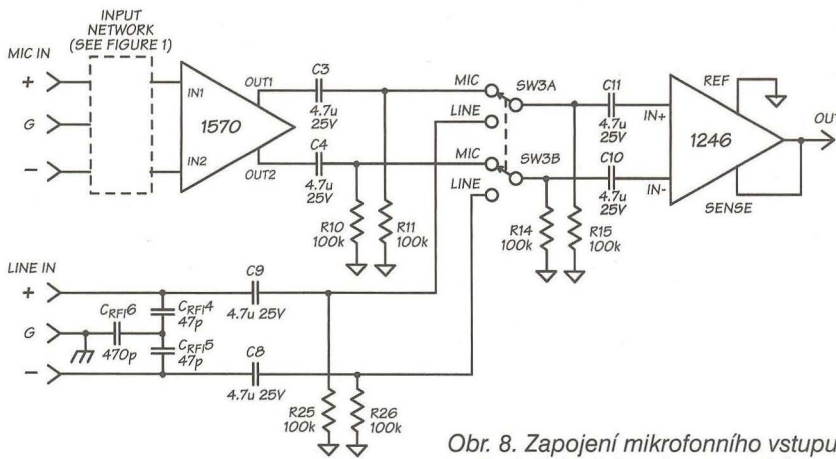 INPUT
NETWORK
(SEE FIGURE 1)
MIC IN
+
G
−
IN1
IN2
1570
OUT1
OUT2
C3
4.7u
25V
C4
4.7u
25V
R10
100k
R11
100k
MIC
LINE
MIC
LINE
SW3A
SW3B
R14
100k
R15
100k
C11
4.7u
25V
C10
4.7u
25V
IN+
IN-
1246
REF
SENSE
OUT
LINE IN
+
G
−
CRFI6
470p
CRFI4
47p
CRFI5
47p
C9
4.7u 25V
C8
4.7u 25V
R25
100k
R26
100k
Obr. 8. Zapojení mikrofonního vstupu